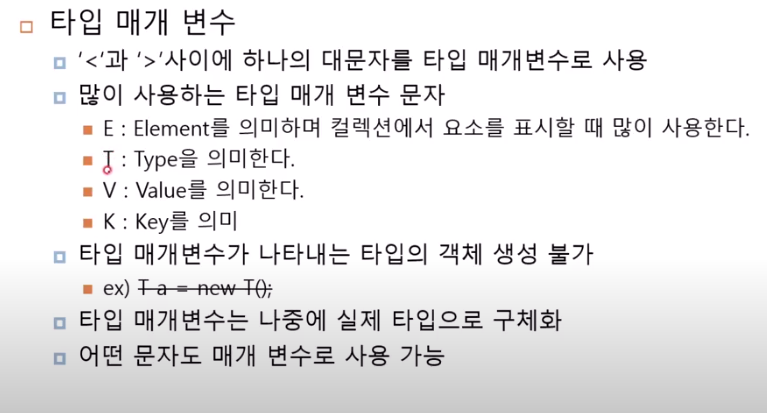 타입 매개 변수
'<'과 '>'사이에 하나의 대문자를 타입 매개변수로 사용
많이 사용하는 타입 매개 변수 문자
E : Element를 의미하며 컬렉션에서 요소를 표시할 때 많이 사용한다.
T : Type을 의미한다.
V : Value를 의미한다.
K : Key를 의미
타입 매개변수가 나타내는 타입의 객체 생성 불가
ex) T a = new T();
타입 매개변수는 나중에 실제 타입으로 구체화
어떤 문자도 매개 변수로 사용 가능